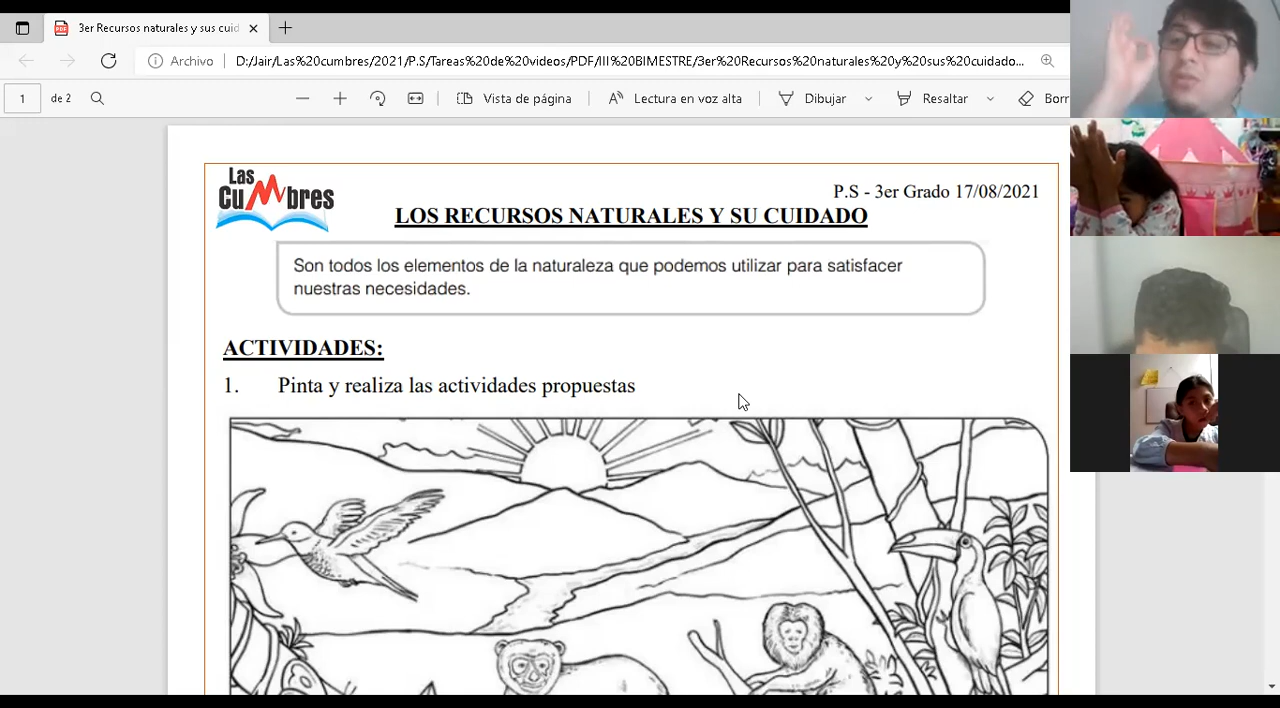 3er Recursos naturales y sus cuid
Archivo D:/Jair/Las%20cumbres/2021/P.S/Tareas%20de%20videos/PDF/III%20BIMESTRE/3er%20Recursos%20naturales%20y%20sus%20cuidado...
1 de 2 Vista de página Lectura en voz alta Dibujar Resaltar Borr
Las Cumbres
P.S - 3er Grado 17/08/2021
LOS RECURSOS NATURALES Y SU CUIDADO
Son todos los elementos de la naturaleza que podemos utilizar para satisfacer
nuestras necesidades.
ACTIVIDADES:
1. Pinta y realiza las actividades propuestas